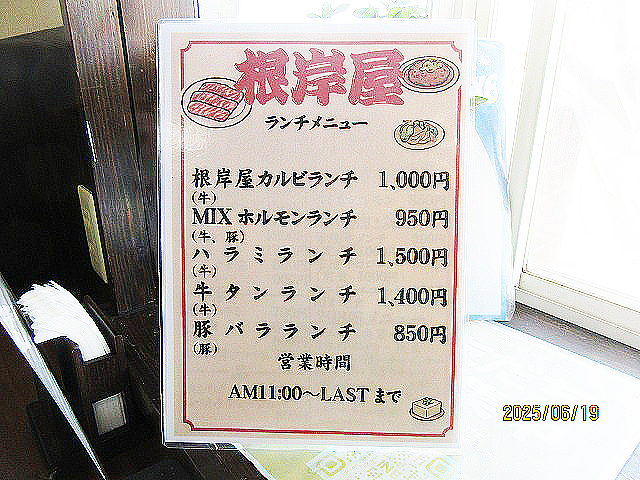 根岸屋
ランチメニュー
根岸屋カルビランチ 1,000円
(牛)
MIXホルモンランチ 950円
(牛、豚)
ハラミランチ 1,500円
(牛)
牛タンランチ 1,400円
(牛)
豚バラランチ 850円
(豚)
営業時間
AM11:00〜LASTまで
2025/06/19